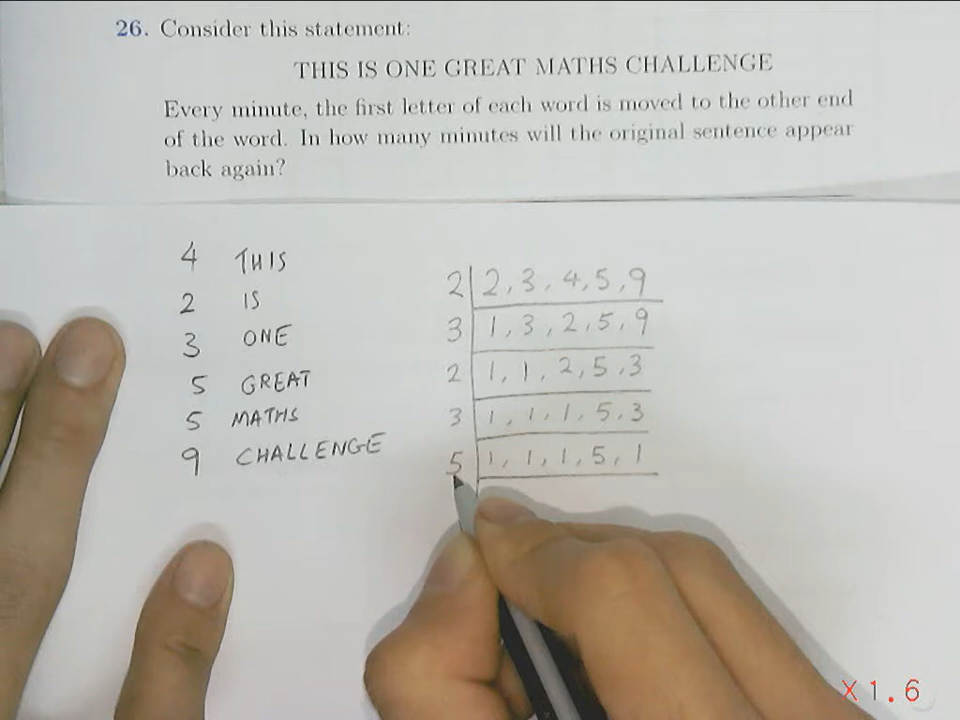 26. Consider this statement:
THIS IS ONE GREAT MATHS CHALLENGE
Every minute, the first letter of each word is moved to the other end
of the word. In how many minutes will the original sentence appear
back again?
4 THIS
2 IS
3 ONE
5 GREAT
5 MATHS
9 CHALLENGE
2 2, 3, 4, 5, 9
3 1, 3, 2, 5, 9
2 1, 1, 2, 5, 3
3 1, 1, 1, 5, 3
5 1, 1, 1, 5, 1
X1.6